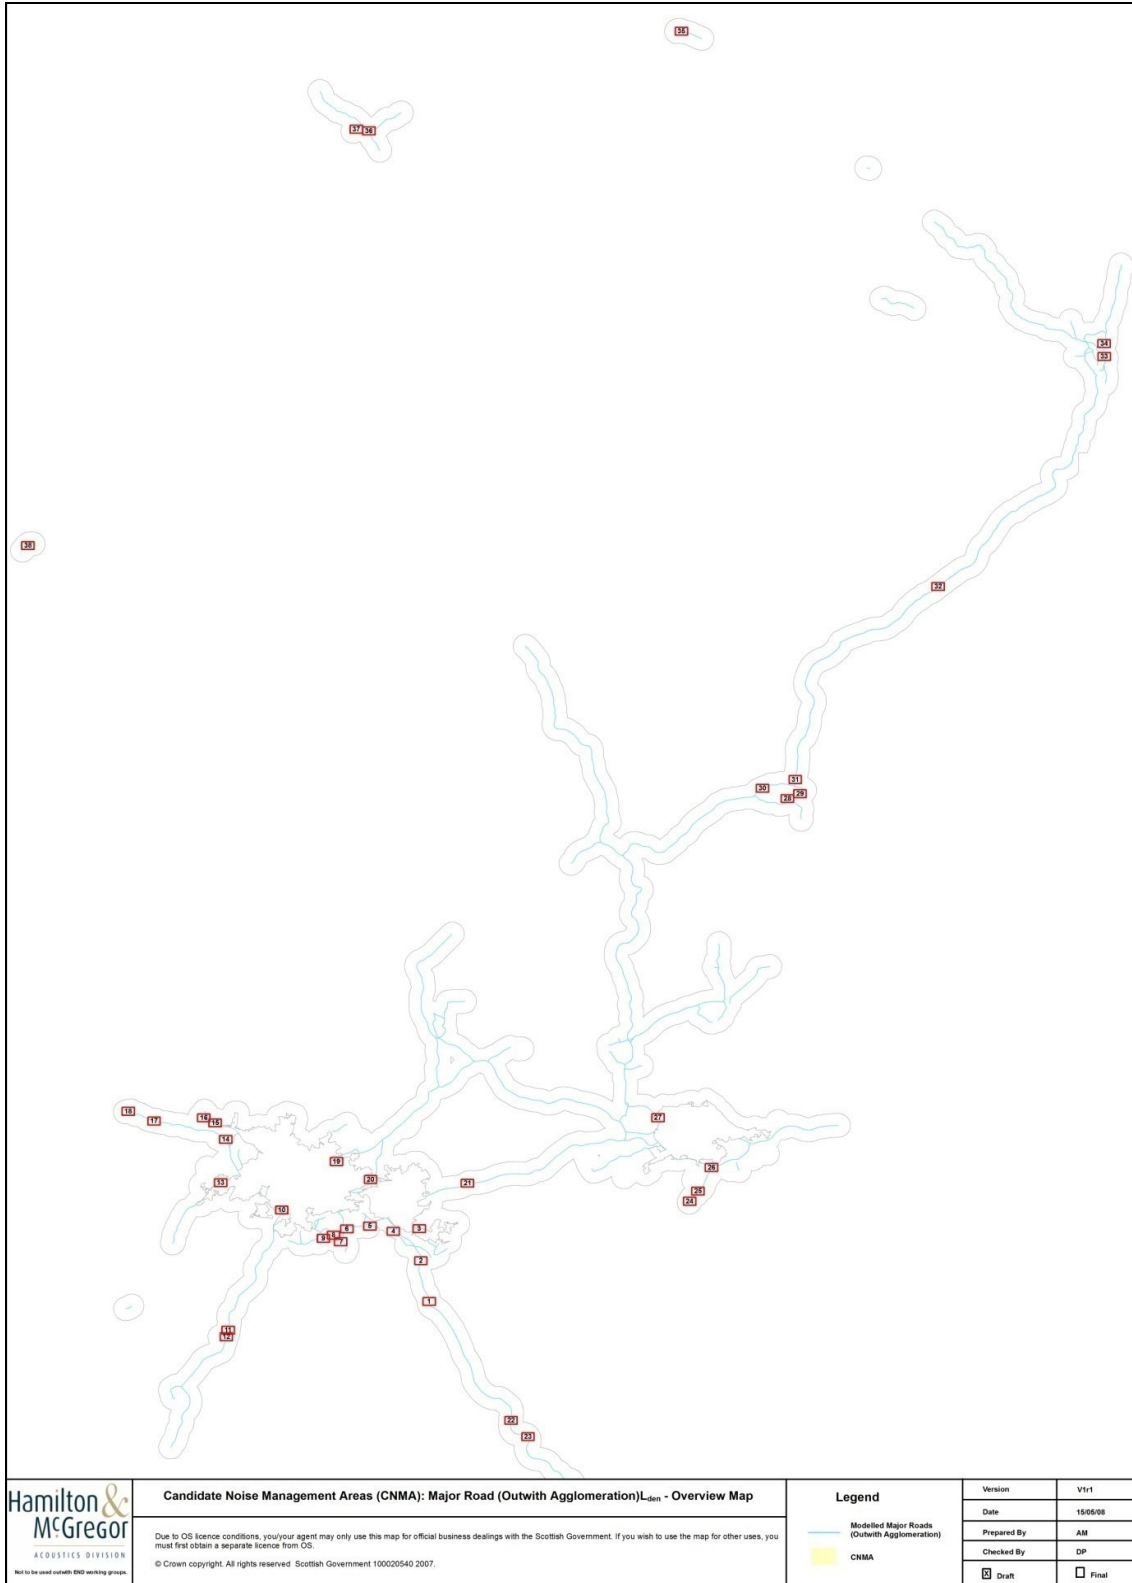 35
37 36
34
33
38
32
31
30
29
28
18
16
17
15
14
27
19
26
20
13
21
25
24
10
5
6
3
4
8
9
7
2
1
11
12
22
23
Hamilton &
McGregor
ACOUSTICS DIVISION
Not to be used outwith END working groups.
Candidate Noise Management Areas (CNMA): Major Road (Outwith Agglomeration)Lden - Overview Map
Due to OS licence conditions, you/your agent may only use this map for official business dealings with the Scottish Government. If you wish to use the map for other uses, you
must first obtain a separate licence from OS.
© Crown copyright. All rights reserved Scottish Government 100020540 2007.
Legend
Modelled Major Roads
(Outwith Agglomeration)
CNMA
Version V1r1
Date 15/05/08
Prepared By AM
Checked By DP
X Draft Final